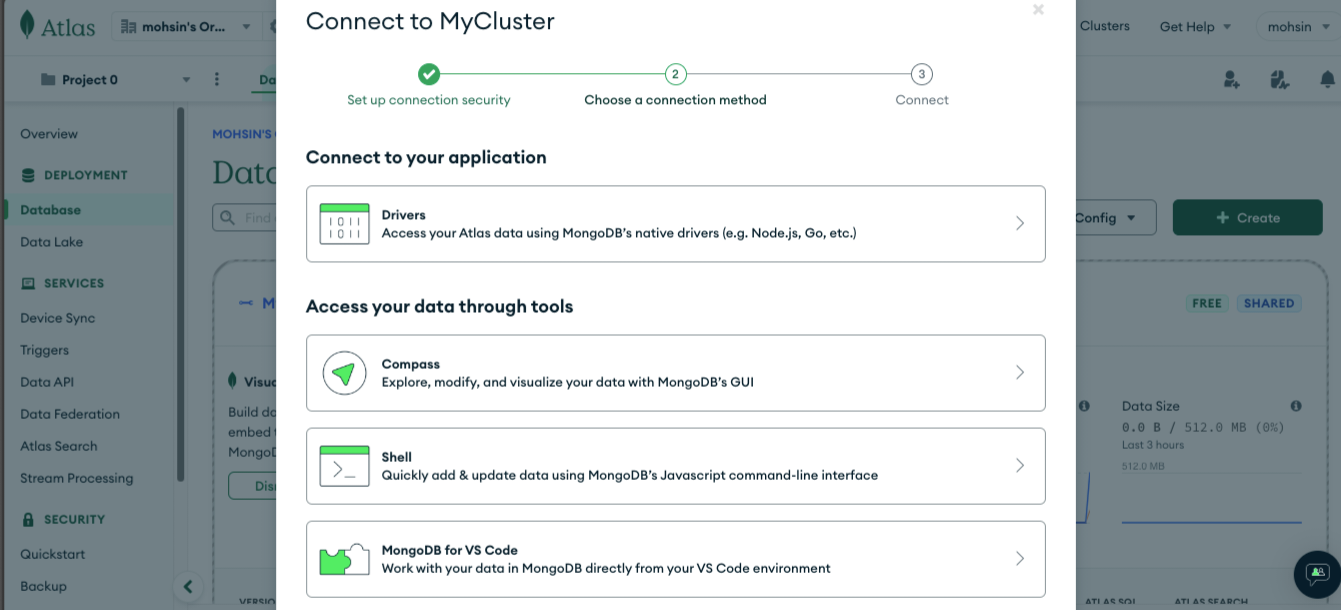 Atlas
mohsin's Or...
Clusters
Get Help
mohsin
Project 0
Da
Connect to MyCluster
2
3
Set up connection security
Choose a connection method
Connect
Overview
DEPLOYMENT
Database
Data Lake
SERVICES
Device Sync
Triggers
Data API
Data Federation
Atlas Search
Stream Processing
SECURITY
Quickstart
Backup
MOHSIN'S
Data
Find
Config
+ Create
M
FREE
SHARED
Visu
Build da
embed
MongoD
Dis
Data Size
0.0 B / 512.0 MB (0%)
Last 3 hours
512.0 MB
VERSIO
ATLAS SQL
ATLAS SEARCH
Connect to your application
Drivers
Access your Atlas data using MongoDB's native drivers (e.g. Node.js, Go, etc.)
Access your data through tools
Compass
Explore, modify, and visualize your data with MongoDB's GUI
Shell
Quickly add & update data using MongoDB's Javascript command-line interface
MongoDB for VS Code
Work with your data in MongoDB directly from your VS Code environment